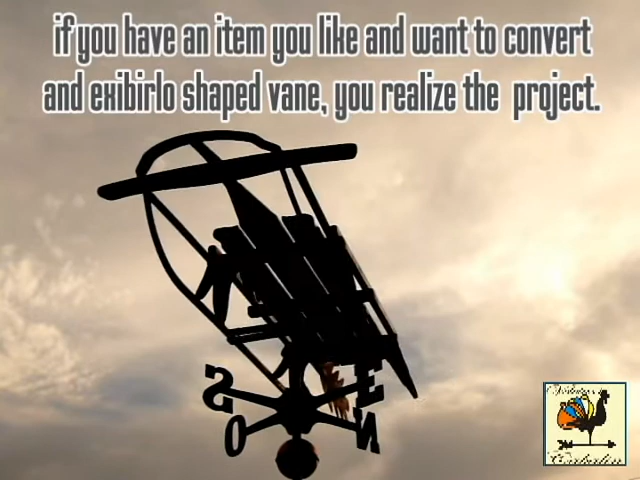 if you have an item you like and want to convert
and exibirlo shaped vane, you realize the project.
S
E
O
N